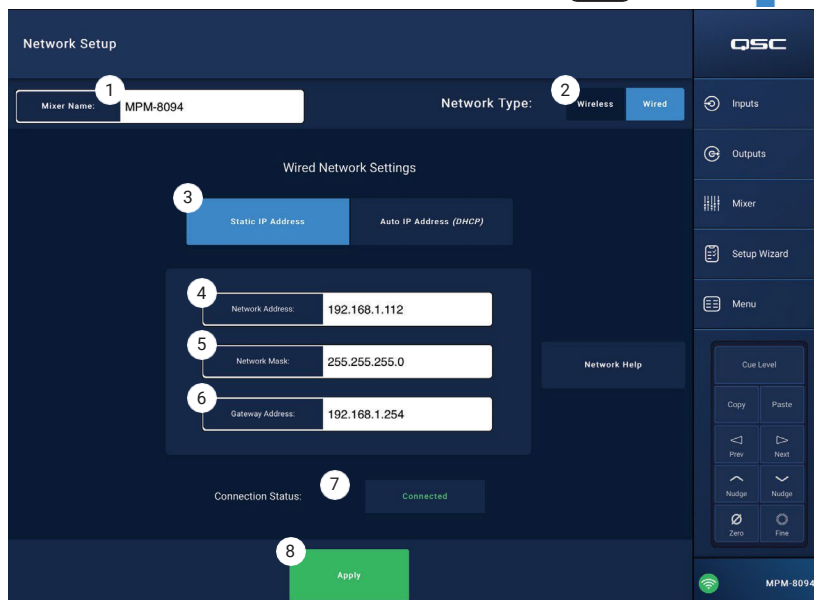 Network Setup
QSC
1
Mixer Name: MPM-8094
Network Type:
2
Wireless Wired
Inputs
Outputs
Mixer
Setup Wizard
Menu
Wired Network Settings
3
Static IP Address Auto IP Address (DHCP)
4
Network Address: 192.168.1.112
5
Network Mask: 255.255.255.0
6
Gateway Address: 192.168.1.254
Network Help
7
Connection Status: Connected
8
Apply
Cue Level
Copy Paste
Prev Next
Nudge Nudge
Zero Fine
MPM-8094